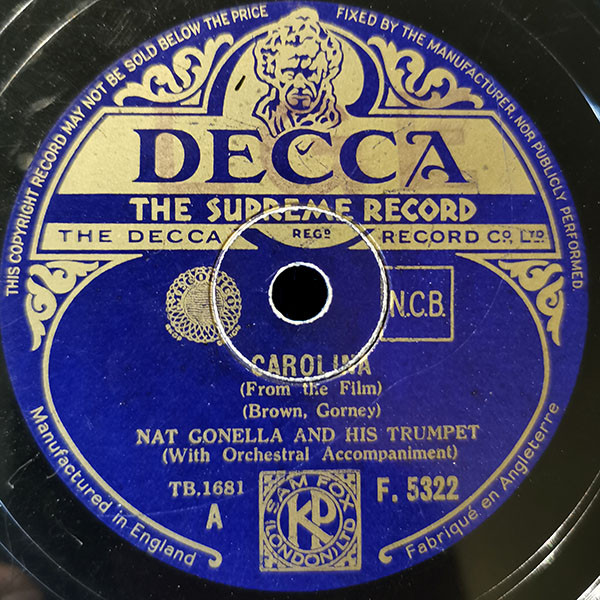 THIS COPYRIGHT RECORD MAY NOT BE SOLD BELOW THE PRICE FIXED BY THE MANUFACTURER, NOR PUBLICLY PERFORMED.
DECCA
THE SUPREME RECORD
THE DECCA REGD RECORD CO., LTD.
N.C.B.
CAROLINA
(From the Film)
(Brown, Gorney)
NAT GONELLA AND HIS TRUMPET
(With Orchestral Accompaniment)
TB.1681
A
SAM FOX
KP
(LONDON) LTD
F. 5322
Manufactured in England
Fabriqué en Angleterre